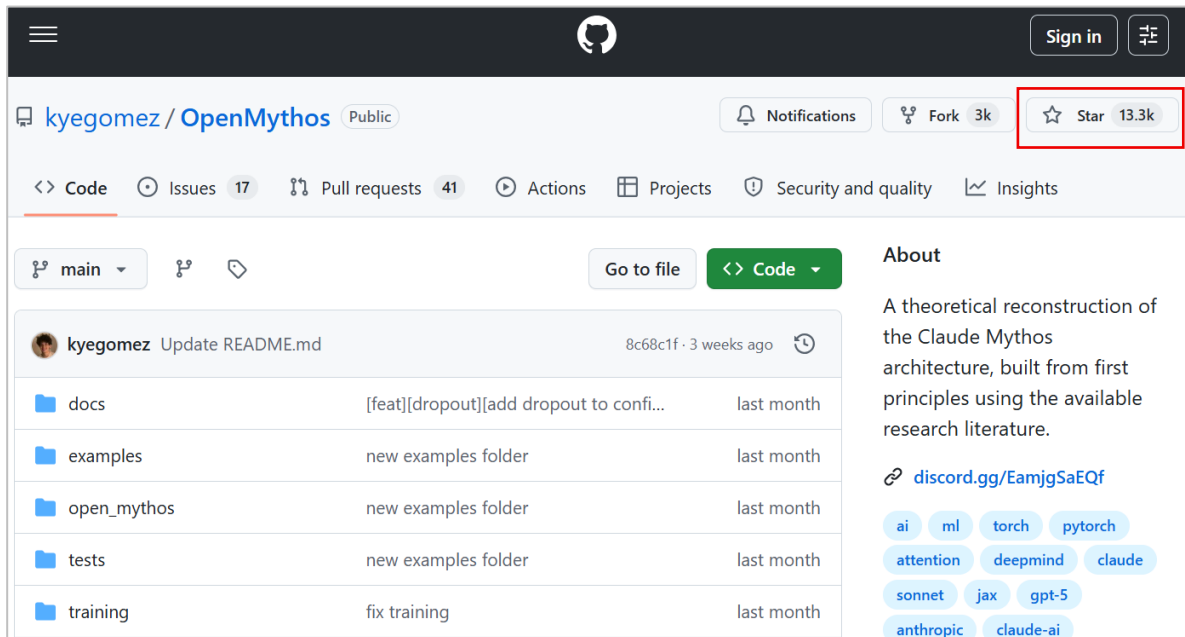 Sign in
kyegomez / OpenMythos Public
Notifications Fork 3k Star 13.3k
Code Issues 17 Pull requests 41 Actions Projects Security and quality Insights
main Go to file Code
kyegomez Update README.md 8c68c1f · 3 weeks ago
docs [feat][dropout][add dropout to confi... last month
examples new examples folder last month
open_mythos new examples folder last month
tests new examples folder last month
training fix training last month
About
A theoretical reconstruction of
the Claude Mythos
architecture, built from first
principles using the available
research literature.
discord.gg/EamjgSaEQf
ai ml torch pytorch
attention deepmind claude
sonnet jax gpt-5
anthropic claude-ai